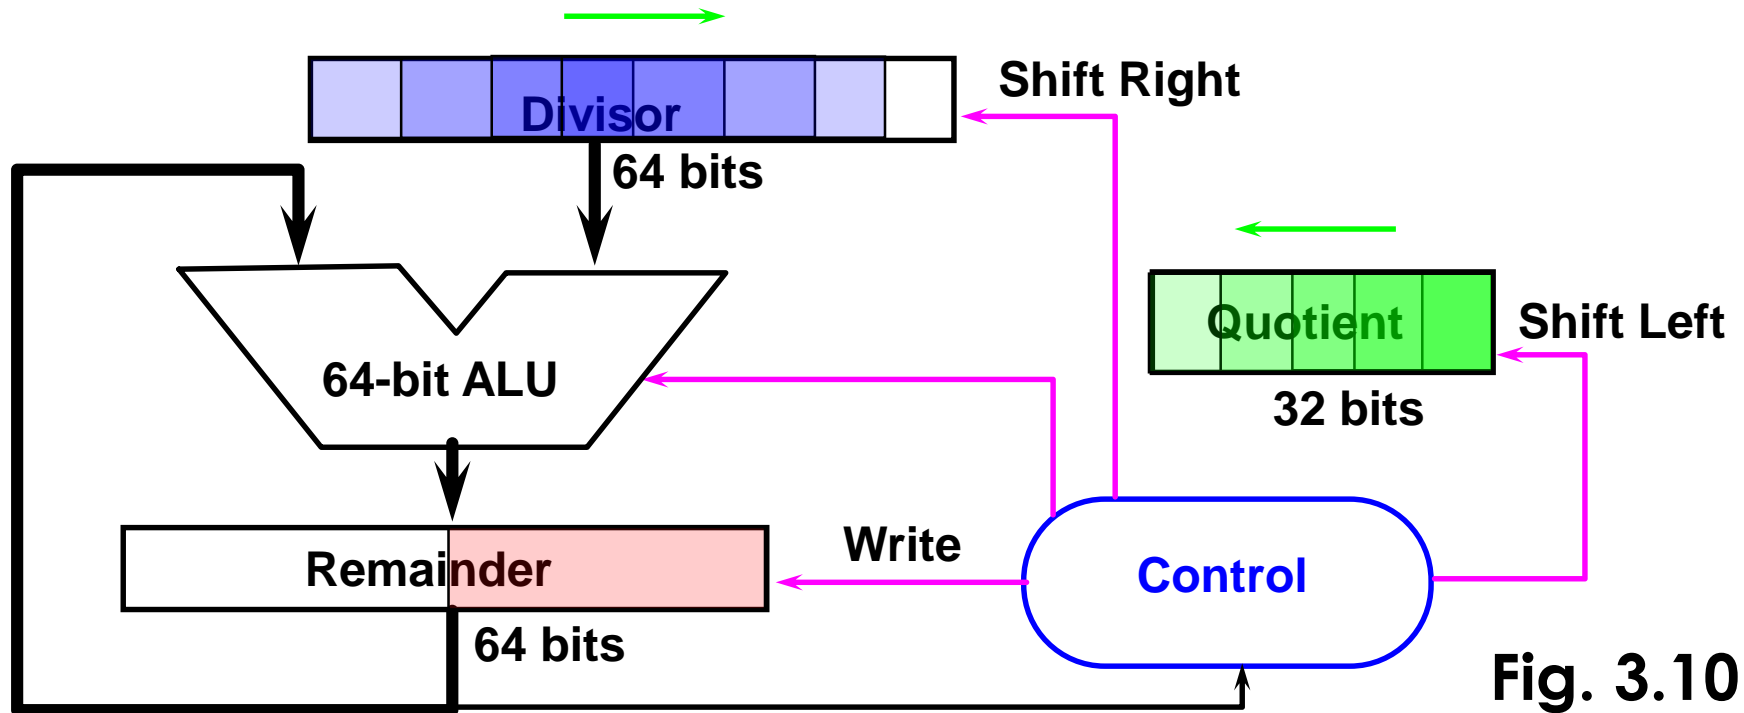 Shift Right
Divisor
64 bits
Quotient
Shift Left
64-bit ALU
32 bits
Write
Remainder
Control
64 bits
Fig. 3.10